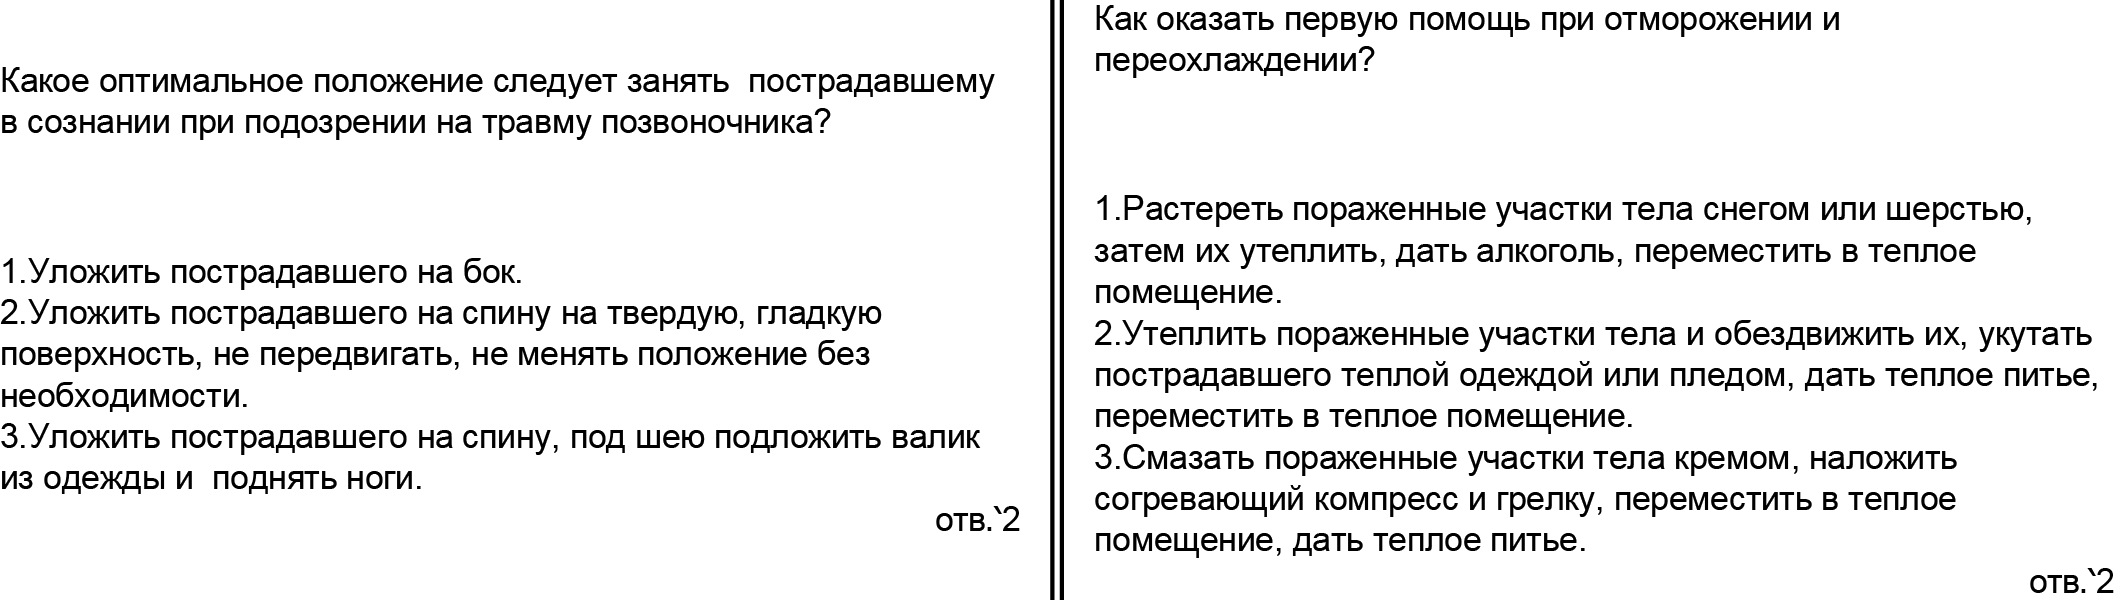 Какое оптимальное положение следует занять  пострадавшему
в сознании при подозрении на травму позвоночника?
1.Уложить пострадавшего на бок.
2.Уложить пострадавшего на спину на твердую, гладкую
поверхность, не передвигать, не менять положение без
необходимости.
3.Уложить пострадавшего на спину, под шею подложить валик
из одежды и  поднять ноги.
отв.`2
Как оказать первую помощь при отморожении и
переохлаждении?
1.Растереть пораженные участки тела снегом или шерстью,
затем их утеплить, дать алкоголь, переместить в теплое
помещение.
2.Утеплить пораженные участки тела и обездвижить их, укутать
пострадавшего теплой одеждой или пледом, дать теплое питье,
переместить в теплое помещение.
3.Смазать пораженные участки тела кремом, наложить
согревающий компресс и грелку, переместить в теплое
помещение, дать теплое питье.
отв.`2